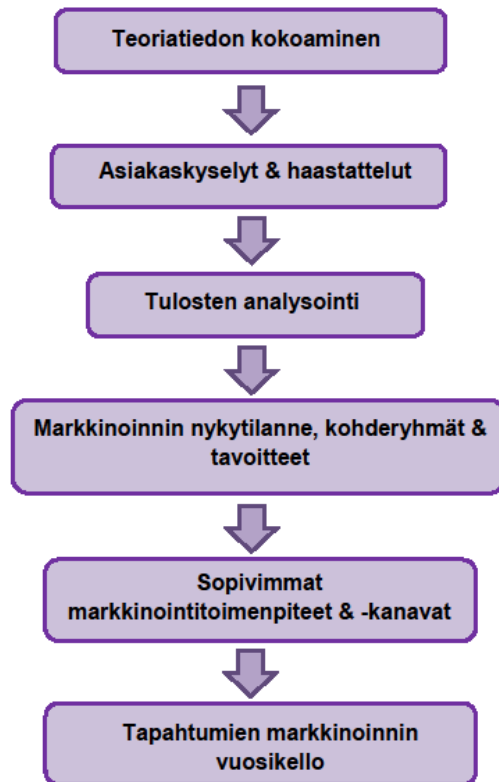 Teoriatiedon kokoaminen
Asiakaskyselyt & haastattelut
Tulosten analysointi
Markkinoinnin nykytilanne, kohderyhmät &
tavoitteet
Sopivimmat
markkinointitoimenpiteet & -kanavat
Tapahtumien markkinoinnin
vuosikello